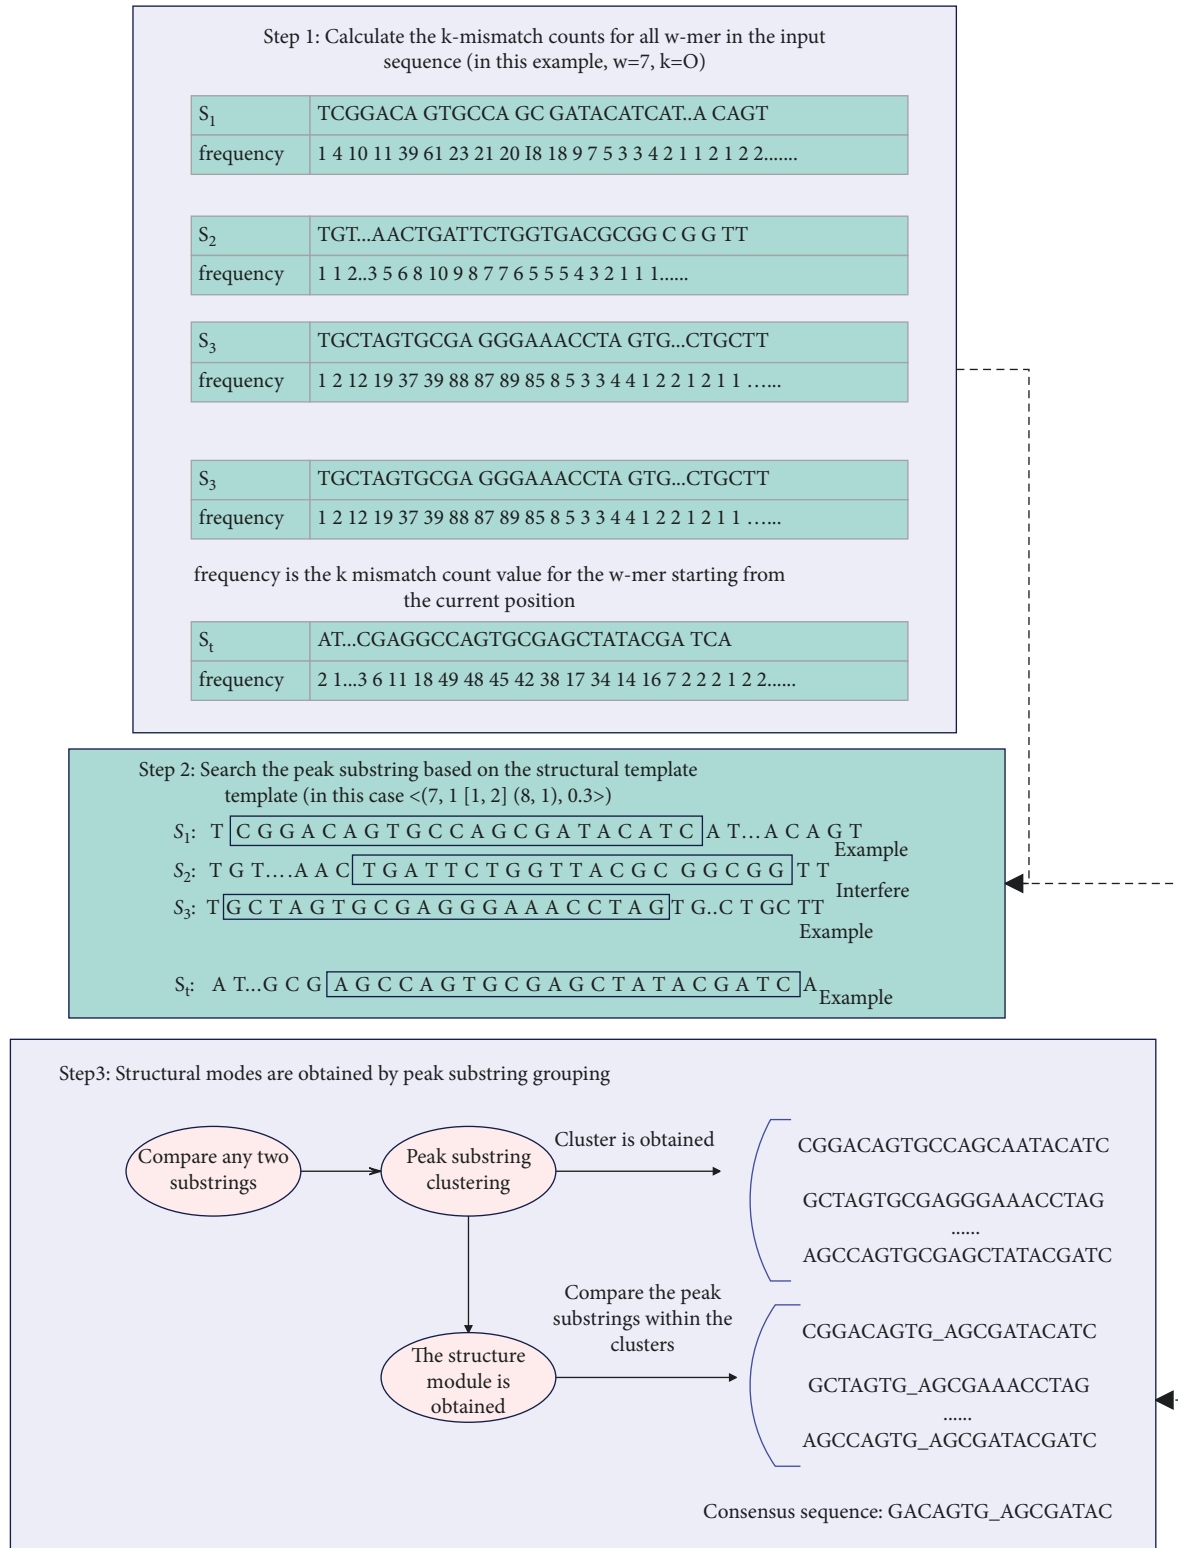 Step 1: Calculate the k-mismatch counts for all w-mer in the input
sequence (in this example, w=7, k=O)
S1 TCGGACA GTGCCA GC GATACATCAT..A CAGT
frequency 1 4 10 11 39 61 23 21 20 I8 18 9 7 5 3 3 4 2 1 1 2 1 2 2.......
S2 TGT...AACTGATTCTGGTGACGCGG C G G TT
frequency 1 1 2..3 5 6 8 10 9 8 7 7 6 5 5 5 4 3 2 1 1 1......
S3 TGCTAGTGCGA GGGAAACCTA GTG...CTGCTT
frequency 1 2 12 19 37 39 88 87 89 85 8 5 3 3 4 4 1 2 2 1 2 1 1 …...
S3 TGCTAGTGCGA GGGAAACCTA GTG...CTGCTT
frequency 1 2 12 19 37 39 88 87 89 85 8 5 3 3 4 4 1 2 2 1 2 1 1 …...
frequency is the k mismatch count value for the w-mer starting from
the current position
St AT...CGAGGCCAGTGCGAGCTATACGA TCA
frequency 2 1...3 6 11 18 49 48 45 42 38 17 34 14 16 7 2 2 2 1 2 2......
Step 2: Search the peak substring based on the structural template
template (in this case <(7, 1 [1, 2] (8, 1), 0.3>)
S1: T C G G A C A G T G C C A G C G A T A C A T C A T...A C A G T
Example
S2: T G T....A A C T G A T T C T G G T T A C G C G G C G G T T
Interfere
S3: T G C T A G T G C G A G G G A A A C C T A G T G..C T G C TT
Example
St: A T...G C G A G C C A G T G C G A G C T A T A C G A T C A
Example
Step3: Structural modes are obtained by peak substring grouping
Compare any two
substrings
Peak substring
clustering
Cluster is obtained
CGGACAGTGCCAGCAATACATC
GCTAGTGCGAGGGAAACCTAG
......
AGCCAGTGCGAGCTATACGATC
Compare the peak
substrings within the
clusters
The structure
module is
obtained
CGGACAGTG_AGCGATACATC
GCTAGTG_AGCGAAACCTAG
......
AGCCAGTG_AGCGATACGATC
Consensus sequence: GACAGTG_AGCGATAC